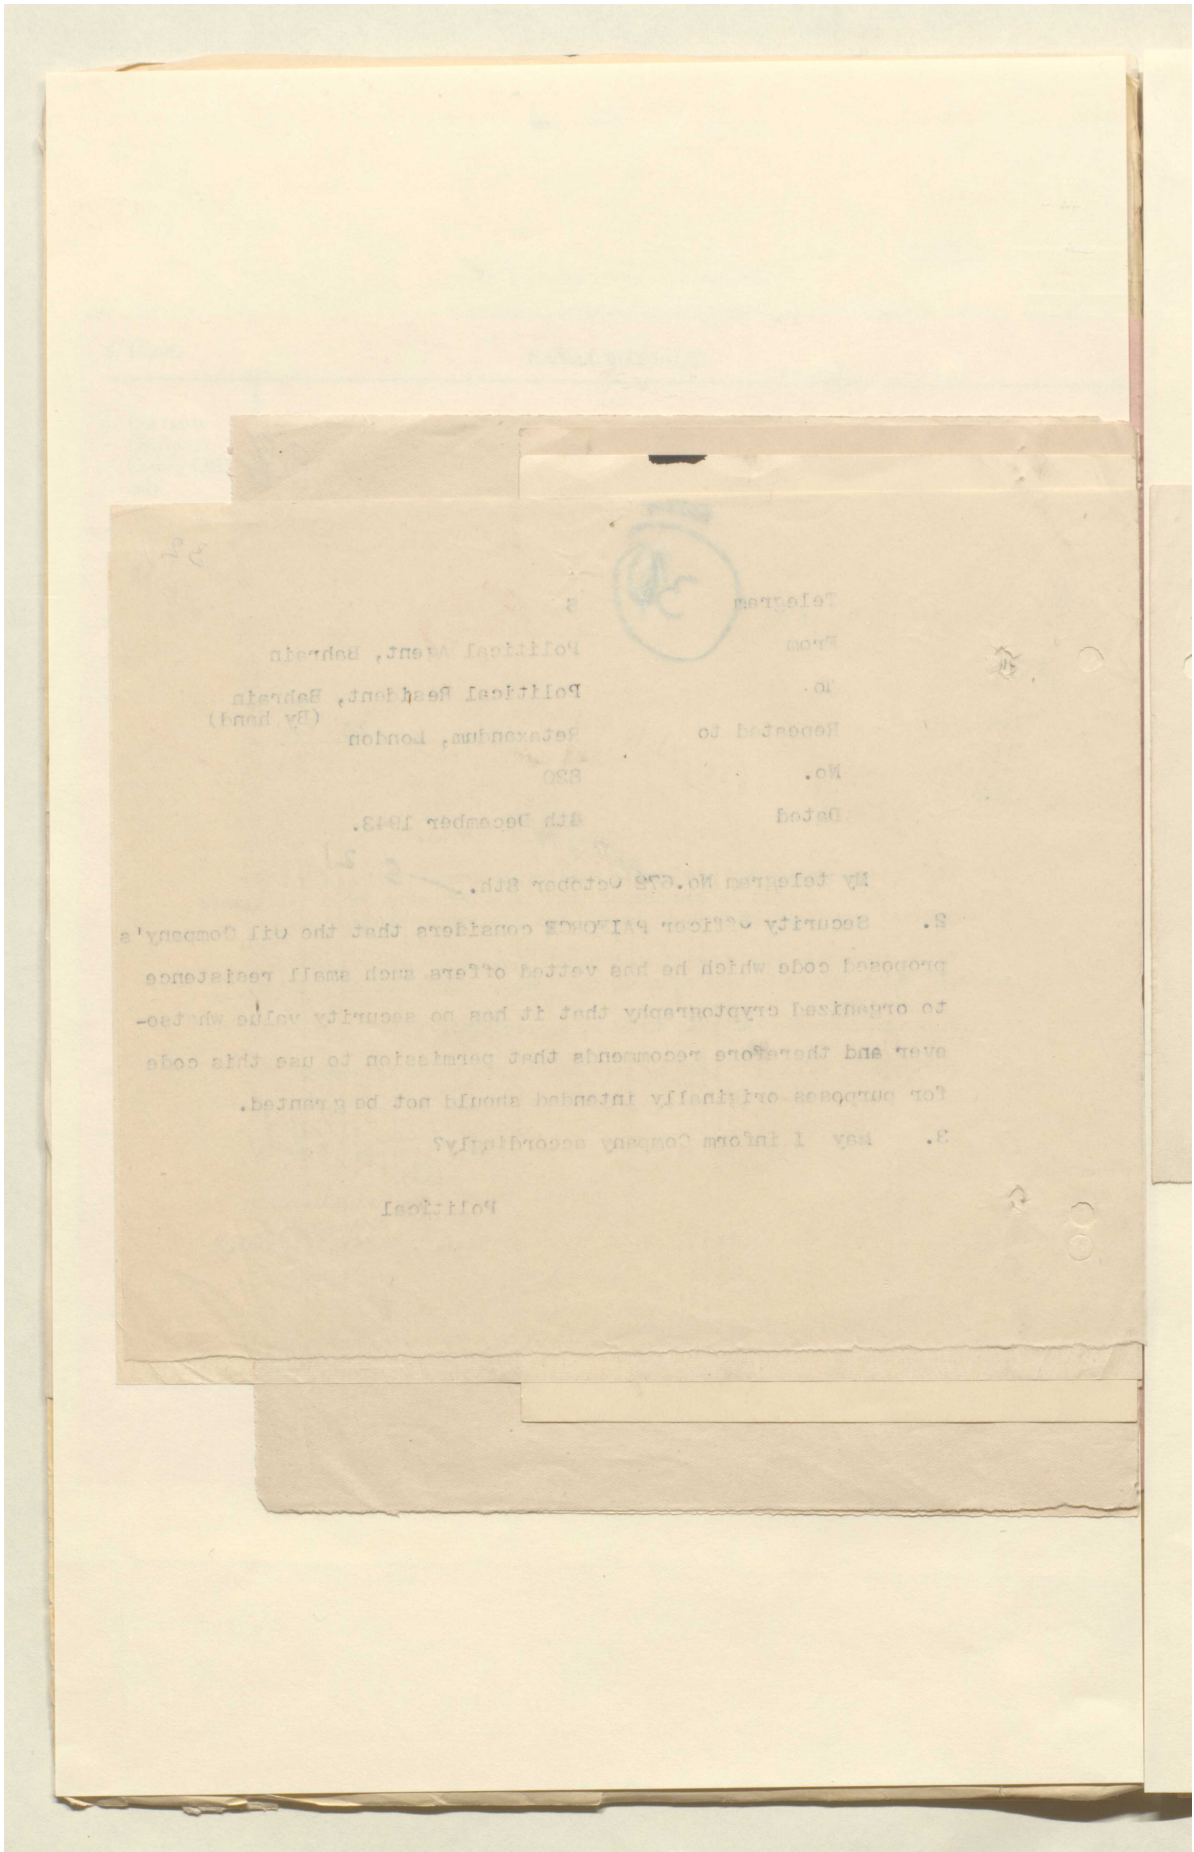 Telegram S
From Political Agent, Bahrain
To. Political Resident, Bahrain
(By hand)
Repeated to Retaxandum, London
No. 830
Dated 4th December 1943.
My telegram No.679 October 8th.
2. Security Officer PAIFORCE considers that the Oil Company's
proposed code which he has vetted offers such small resistence
to organized cryptography that it has no security value whatso-
ever and therefore recommends that permission to use this code
for purposes originally intended should not be granted.
3. May I inform Company accordingly?
Political